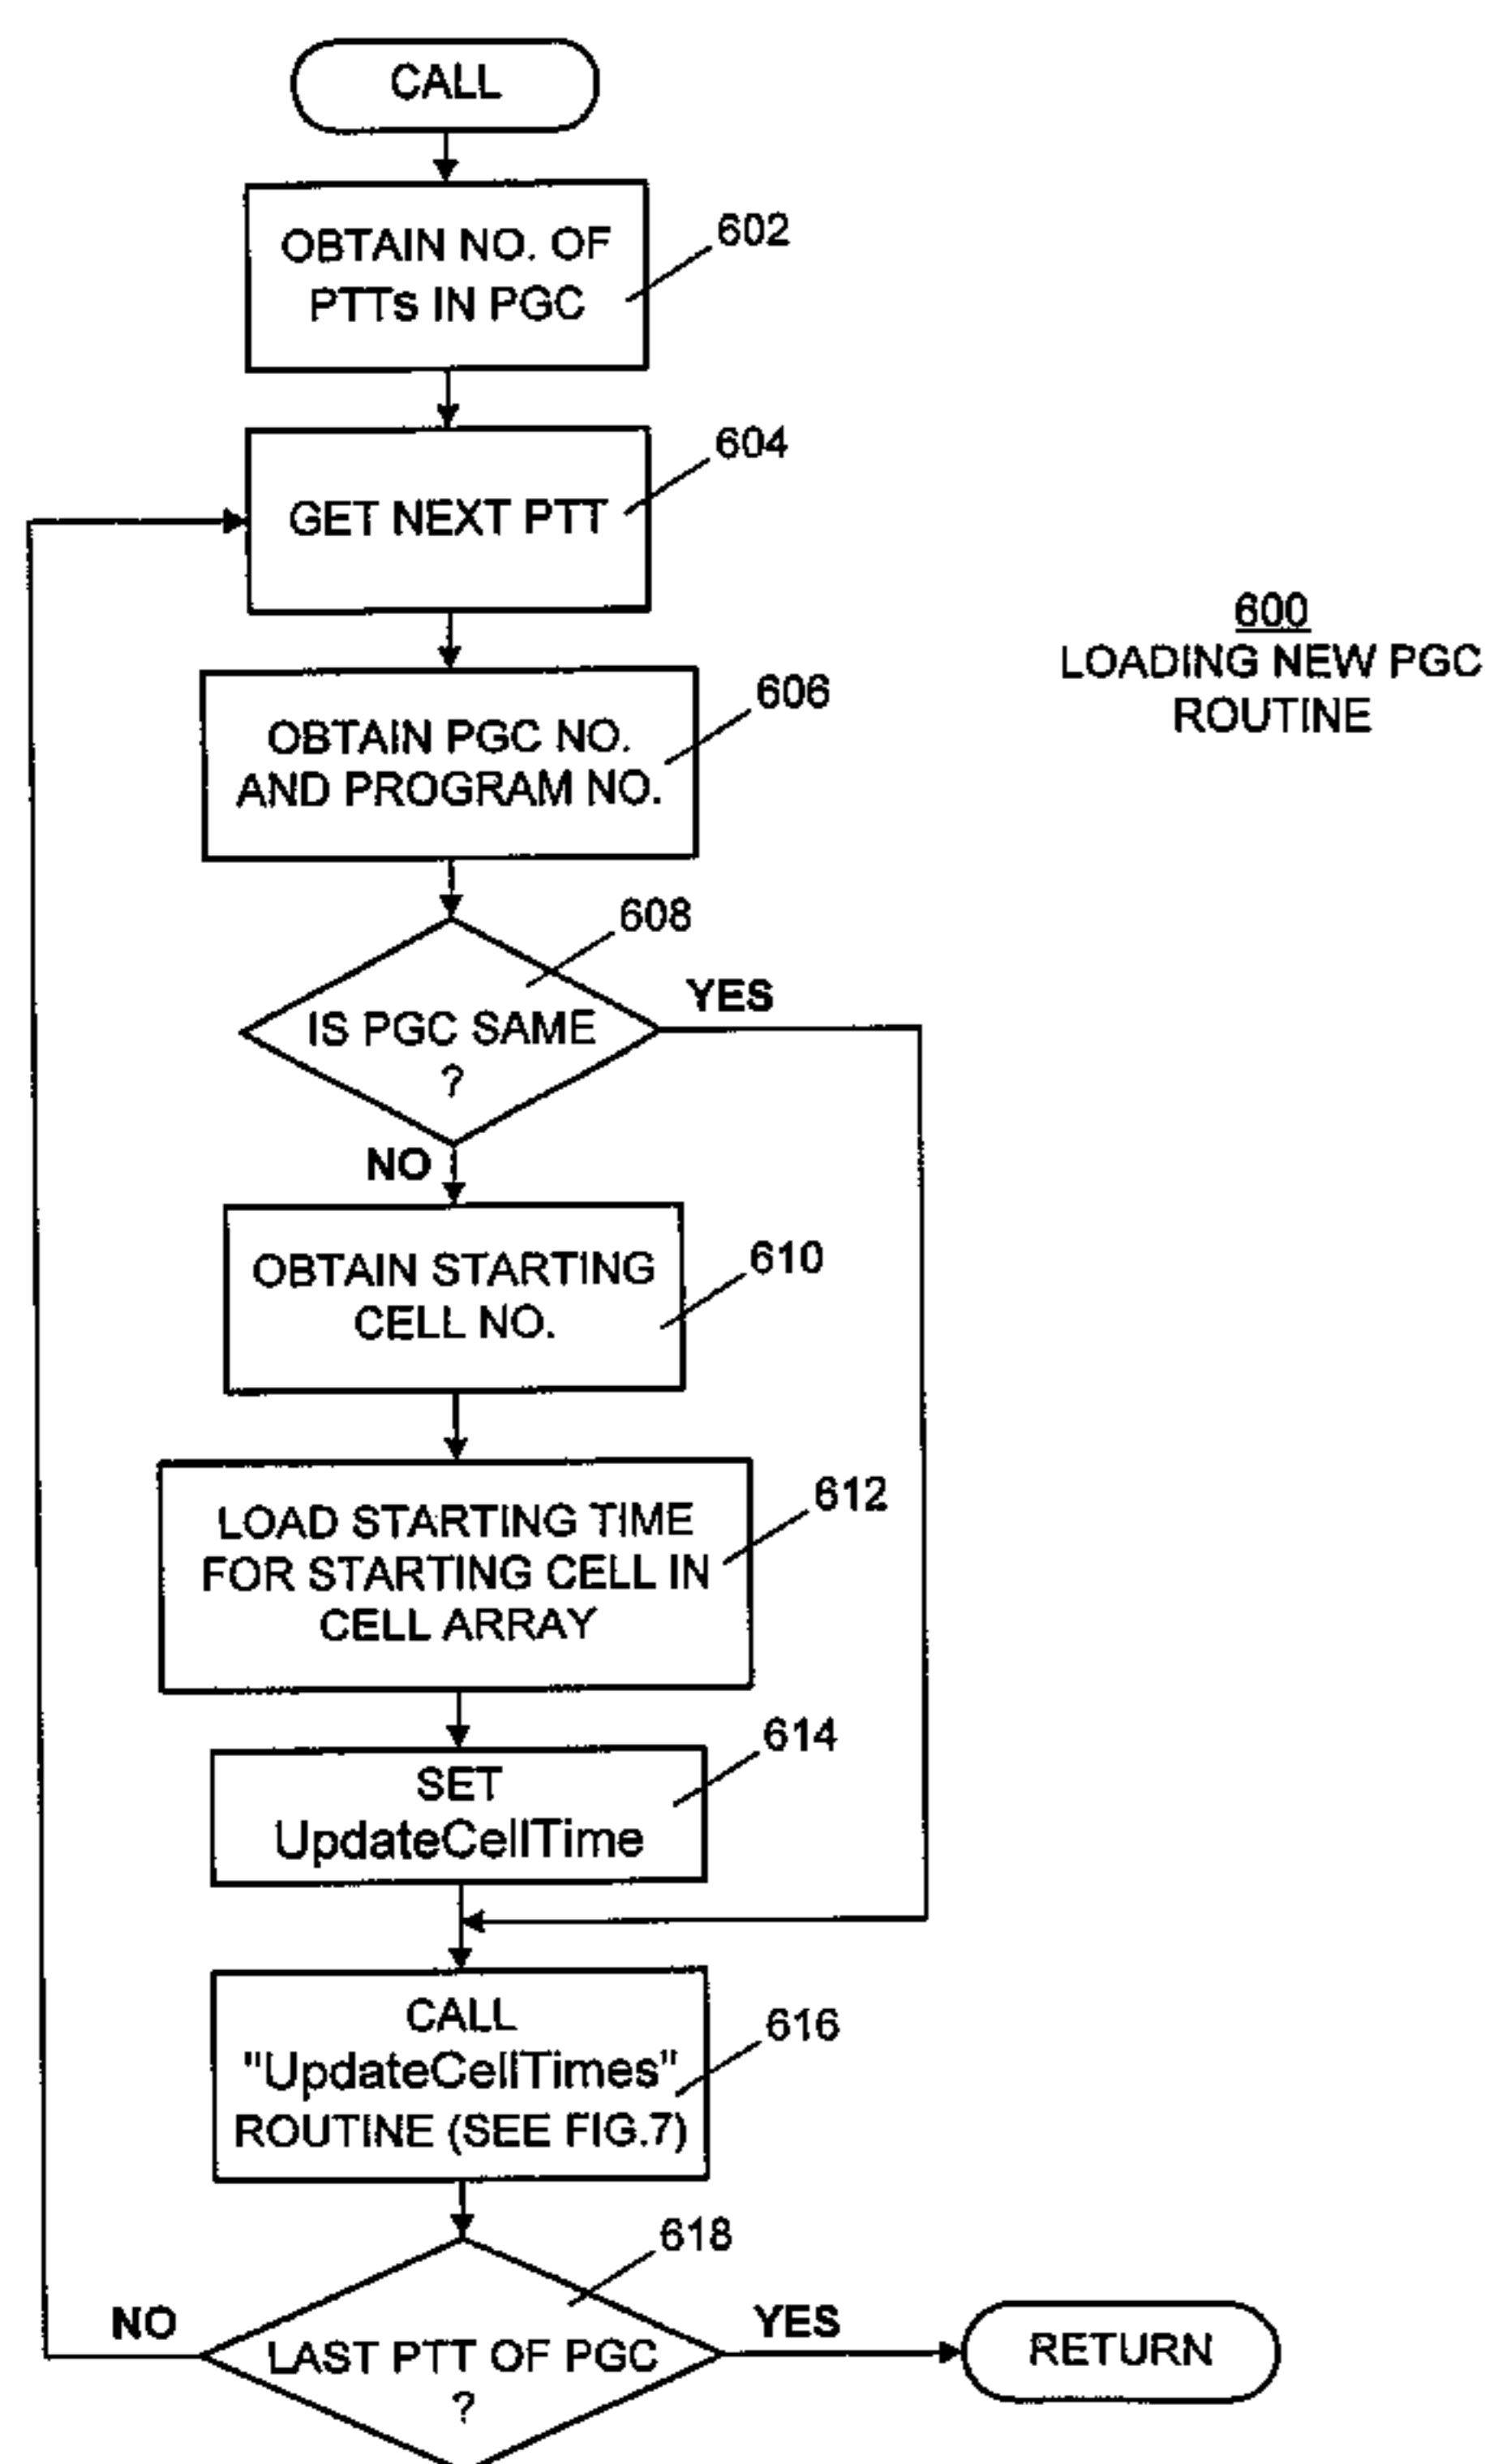 CALL
OBTAIN NO. OF
PTTs IN PGC
602
GET NEXT PTT
604
600
LOADING NEW PGC
ROUTINE
OBTAIN PGC NO.
AND PROGRAM NO.
606
608
IS PGC SAME
?
YES
NO
OBTAIN STARTING
CELL NO.
610
LOAD STARTING TIME
FOR STARTING CELL IN
CELL ARRAY
612
SET
UpdateCellTime
614
CALL
"UpdateCellTimes"
ROUTINE (SEE FIG.7)
616
618
LAST PTT OF PGC
?
NO
YES
RETURN